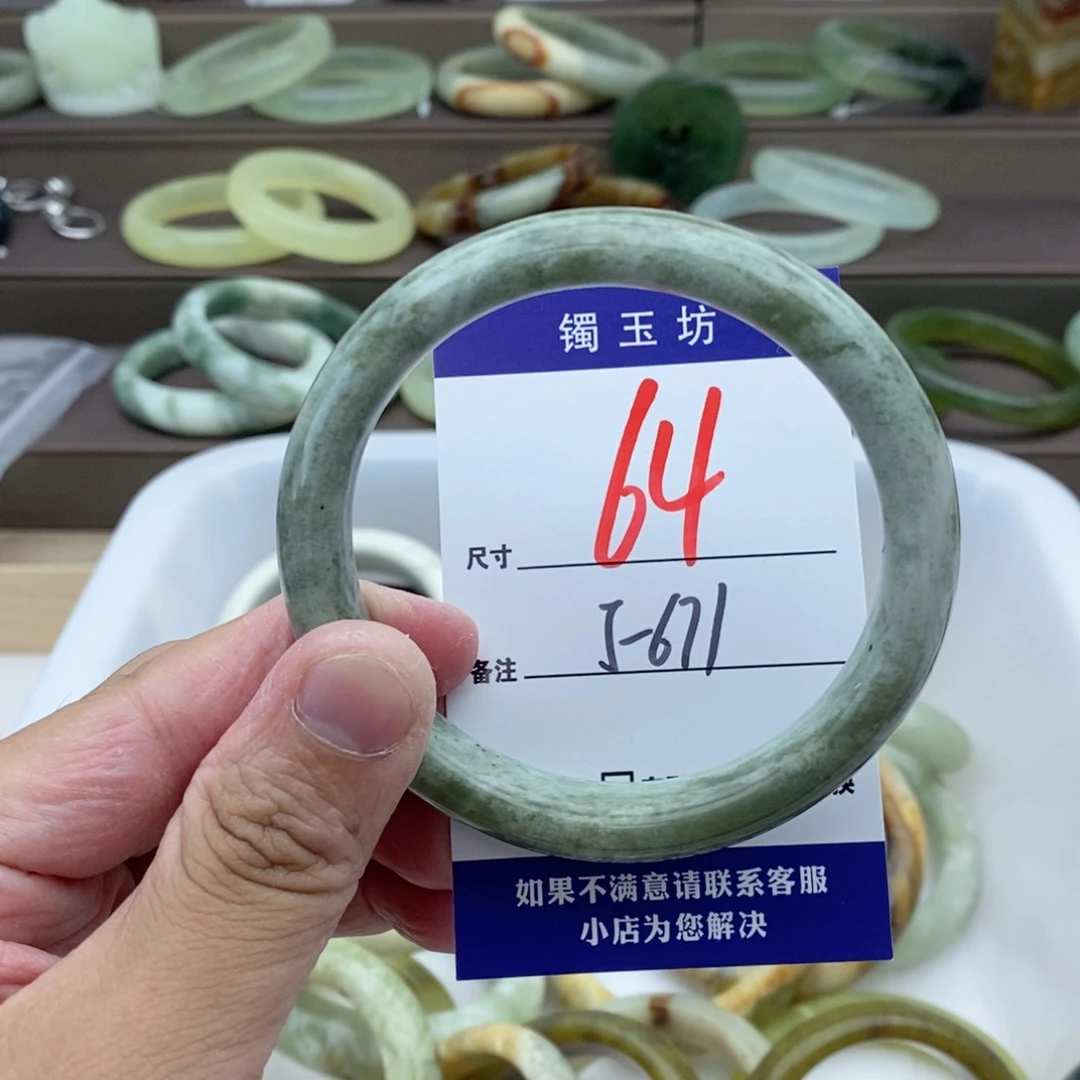 镯玉坊
64
尺寸
J-671
备注
如果不满意请联系客服
小店为您解决